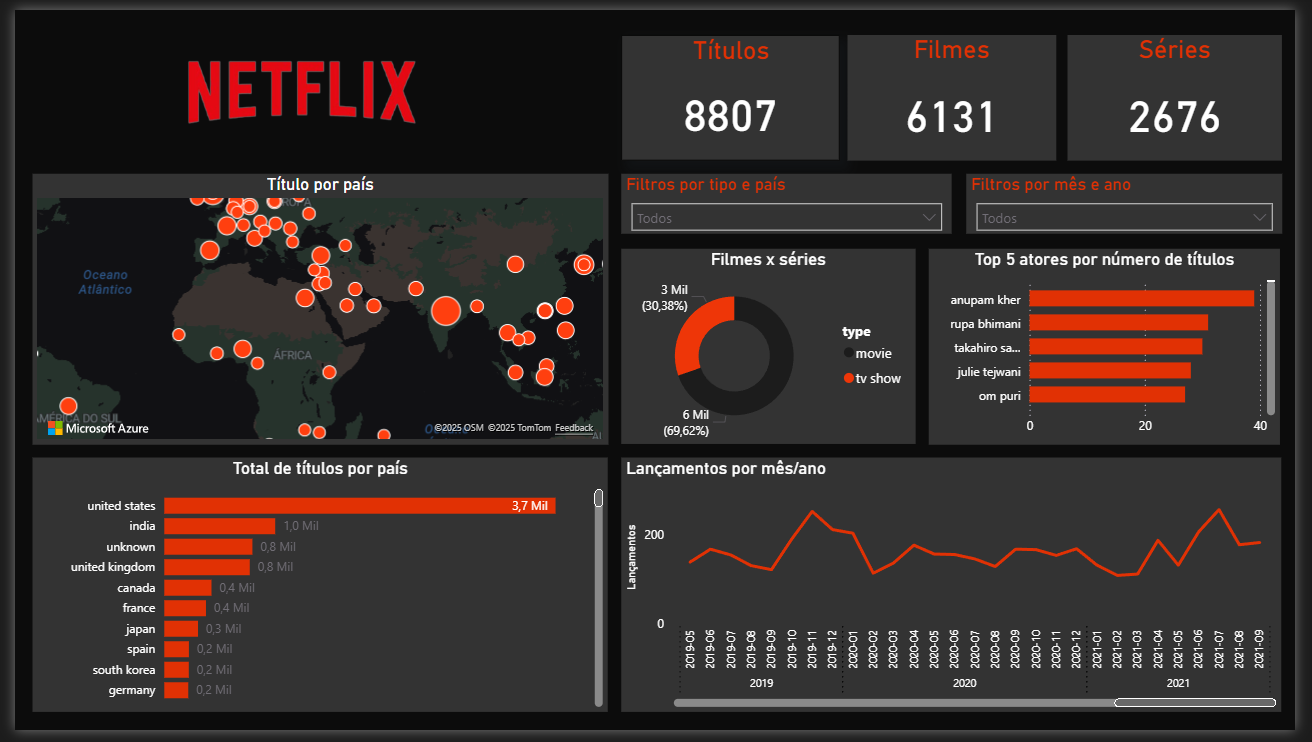 NETFLIX
Títulos
8807
Filmes
6131
Séries
2676
Título por país
Oceano
Atlântico
ÁFRICA
AMÉRICA DO SUL
Microsoft Azure
©2025 OSM ©2025 TomTom Feedback
Filtros por tipo e país
Todos
Filtros por mês e ano
Todos
Filmes x séries
3 Mil
(30,38%)
6 Mil
(69,62%)
type
movie
tv show
Top 5 atores por número de títulos
anupam kher
rupa bhimani
takahiro sa...
julie tejwani
om puri
0 20 40
Total de títulos por país
united states 3,7 Mil
india 1,0 Mil
unknown 0,8 Mil
united kingdom 0,8 Mil
canada 0,4 Mil
france 0,4 Mil
japan 0,3 Mil
spain 0,2 Mil
south korea 0,2 Mil
germany 0,2 Mil
Lançamentos por mês/ano
Lançamentos
200
0
2019-05 2019-06 2019-07 2019-08 2019-09 2019-10 2019-11 2019-12 2020-01 2020-02 2020-03 2020-04 2020-05 2020-06 2020-07 2020-08 2020-09 2020-10 2020-11 2020-12 2021-01 2021-02 2021-03 2021-04 2021-05 2021-06 2021-07 2021-08 2021-09
2019 2020 2021